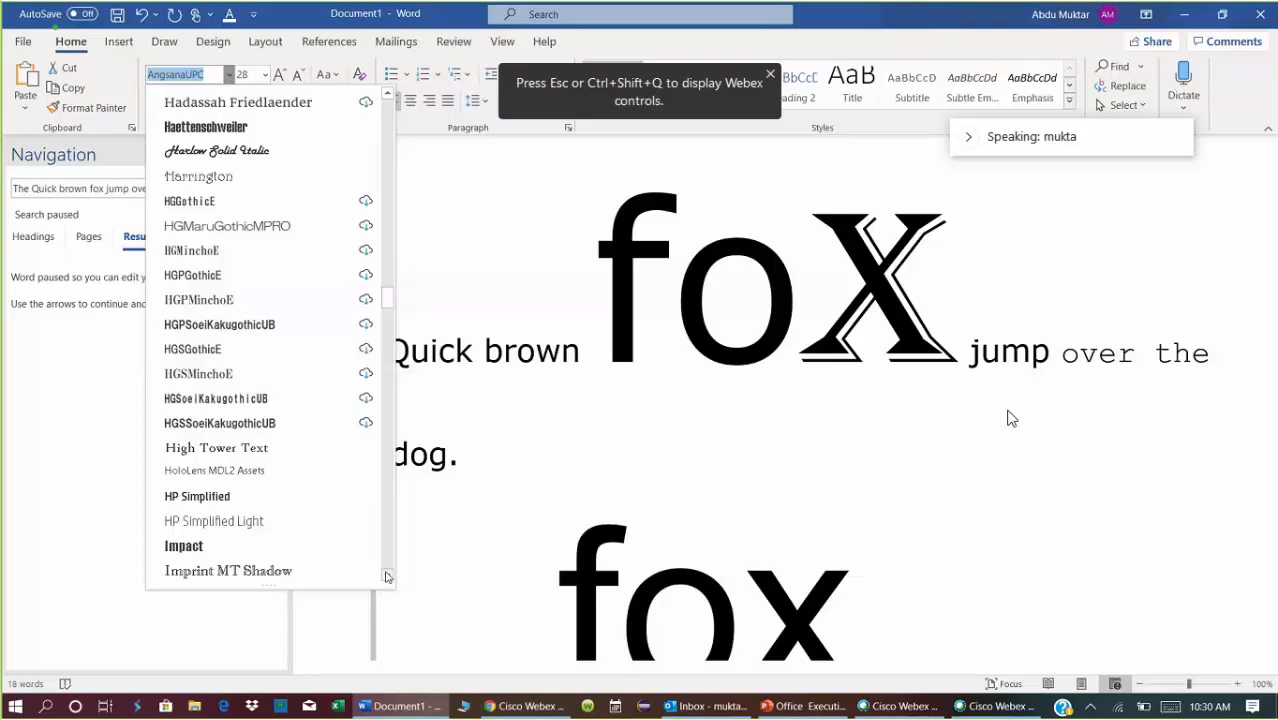 AutoSave Off Document1 - Word Search Abdu Muktar AM
File Home Insert Draw Design Layout References Mailings Review View Help Share Comments
Paste Cut Copy Format Painter
AngsanaUPC 28 Aa
Title Subtitle Subtle Em... Emphasis
AaB AaBbCcD AaBbCcDd AaBbCcDd
Find Replace Select Dictate
Clipboard Paragraph Styles
Press Esc or Ctrl+Shift+Q to display Webex
controls.
Speaking: mukta
Navigation
The Quick brown fox jump ove
Search paused
Headings Pages Resu
Word paused so you can edit y
Use the arrows to continue and
Hadassah Friedlaender
Haettenschweiler
Harlow Solid Italic
Harrington
HGGothicE
HGMaruGothicMPRO
HGMinchoE
HGPGothicE
HGPMinchoE
HGPSoeiKakugothicUB
HGSGothicE
HGSMinchoE
HGSoeiKakugothicUB
HGSSoeiKakugothicUB
High Tower Text
HoloLens MDL2 Assets
HP Simplified
HP Simplified Light
Impact
Imprint MT Shadow
Quick brown fox jump over the
dog.
fox
18 words Focus 100%
Document1 - ... Cisco Webex ... Inbox - mukta... Office Executi... Cisco Webex ... Cisco Webex ... 10:30 AM